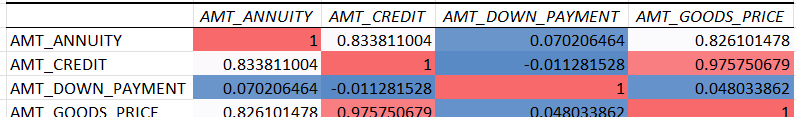 AMT_ANNUITY AMT_CREDIT AMT_DOWN_PAYMENT AMT_GOODS_PRICE
AMT_ANNUITY 1 0.833811004 0.070206464 0.826101478
AMT_CREDIT 0.833811004 1 -0.011281528 0.975750679
AMT_DOWN_PAYMENT 0.070206464 -0.011281528 1 0.048033862
AMT_GOODS_PRICE 0.826101478 0.975750679 0.048033862 1